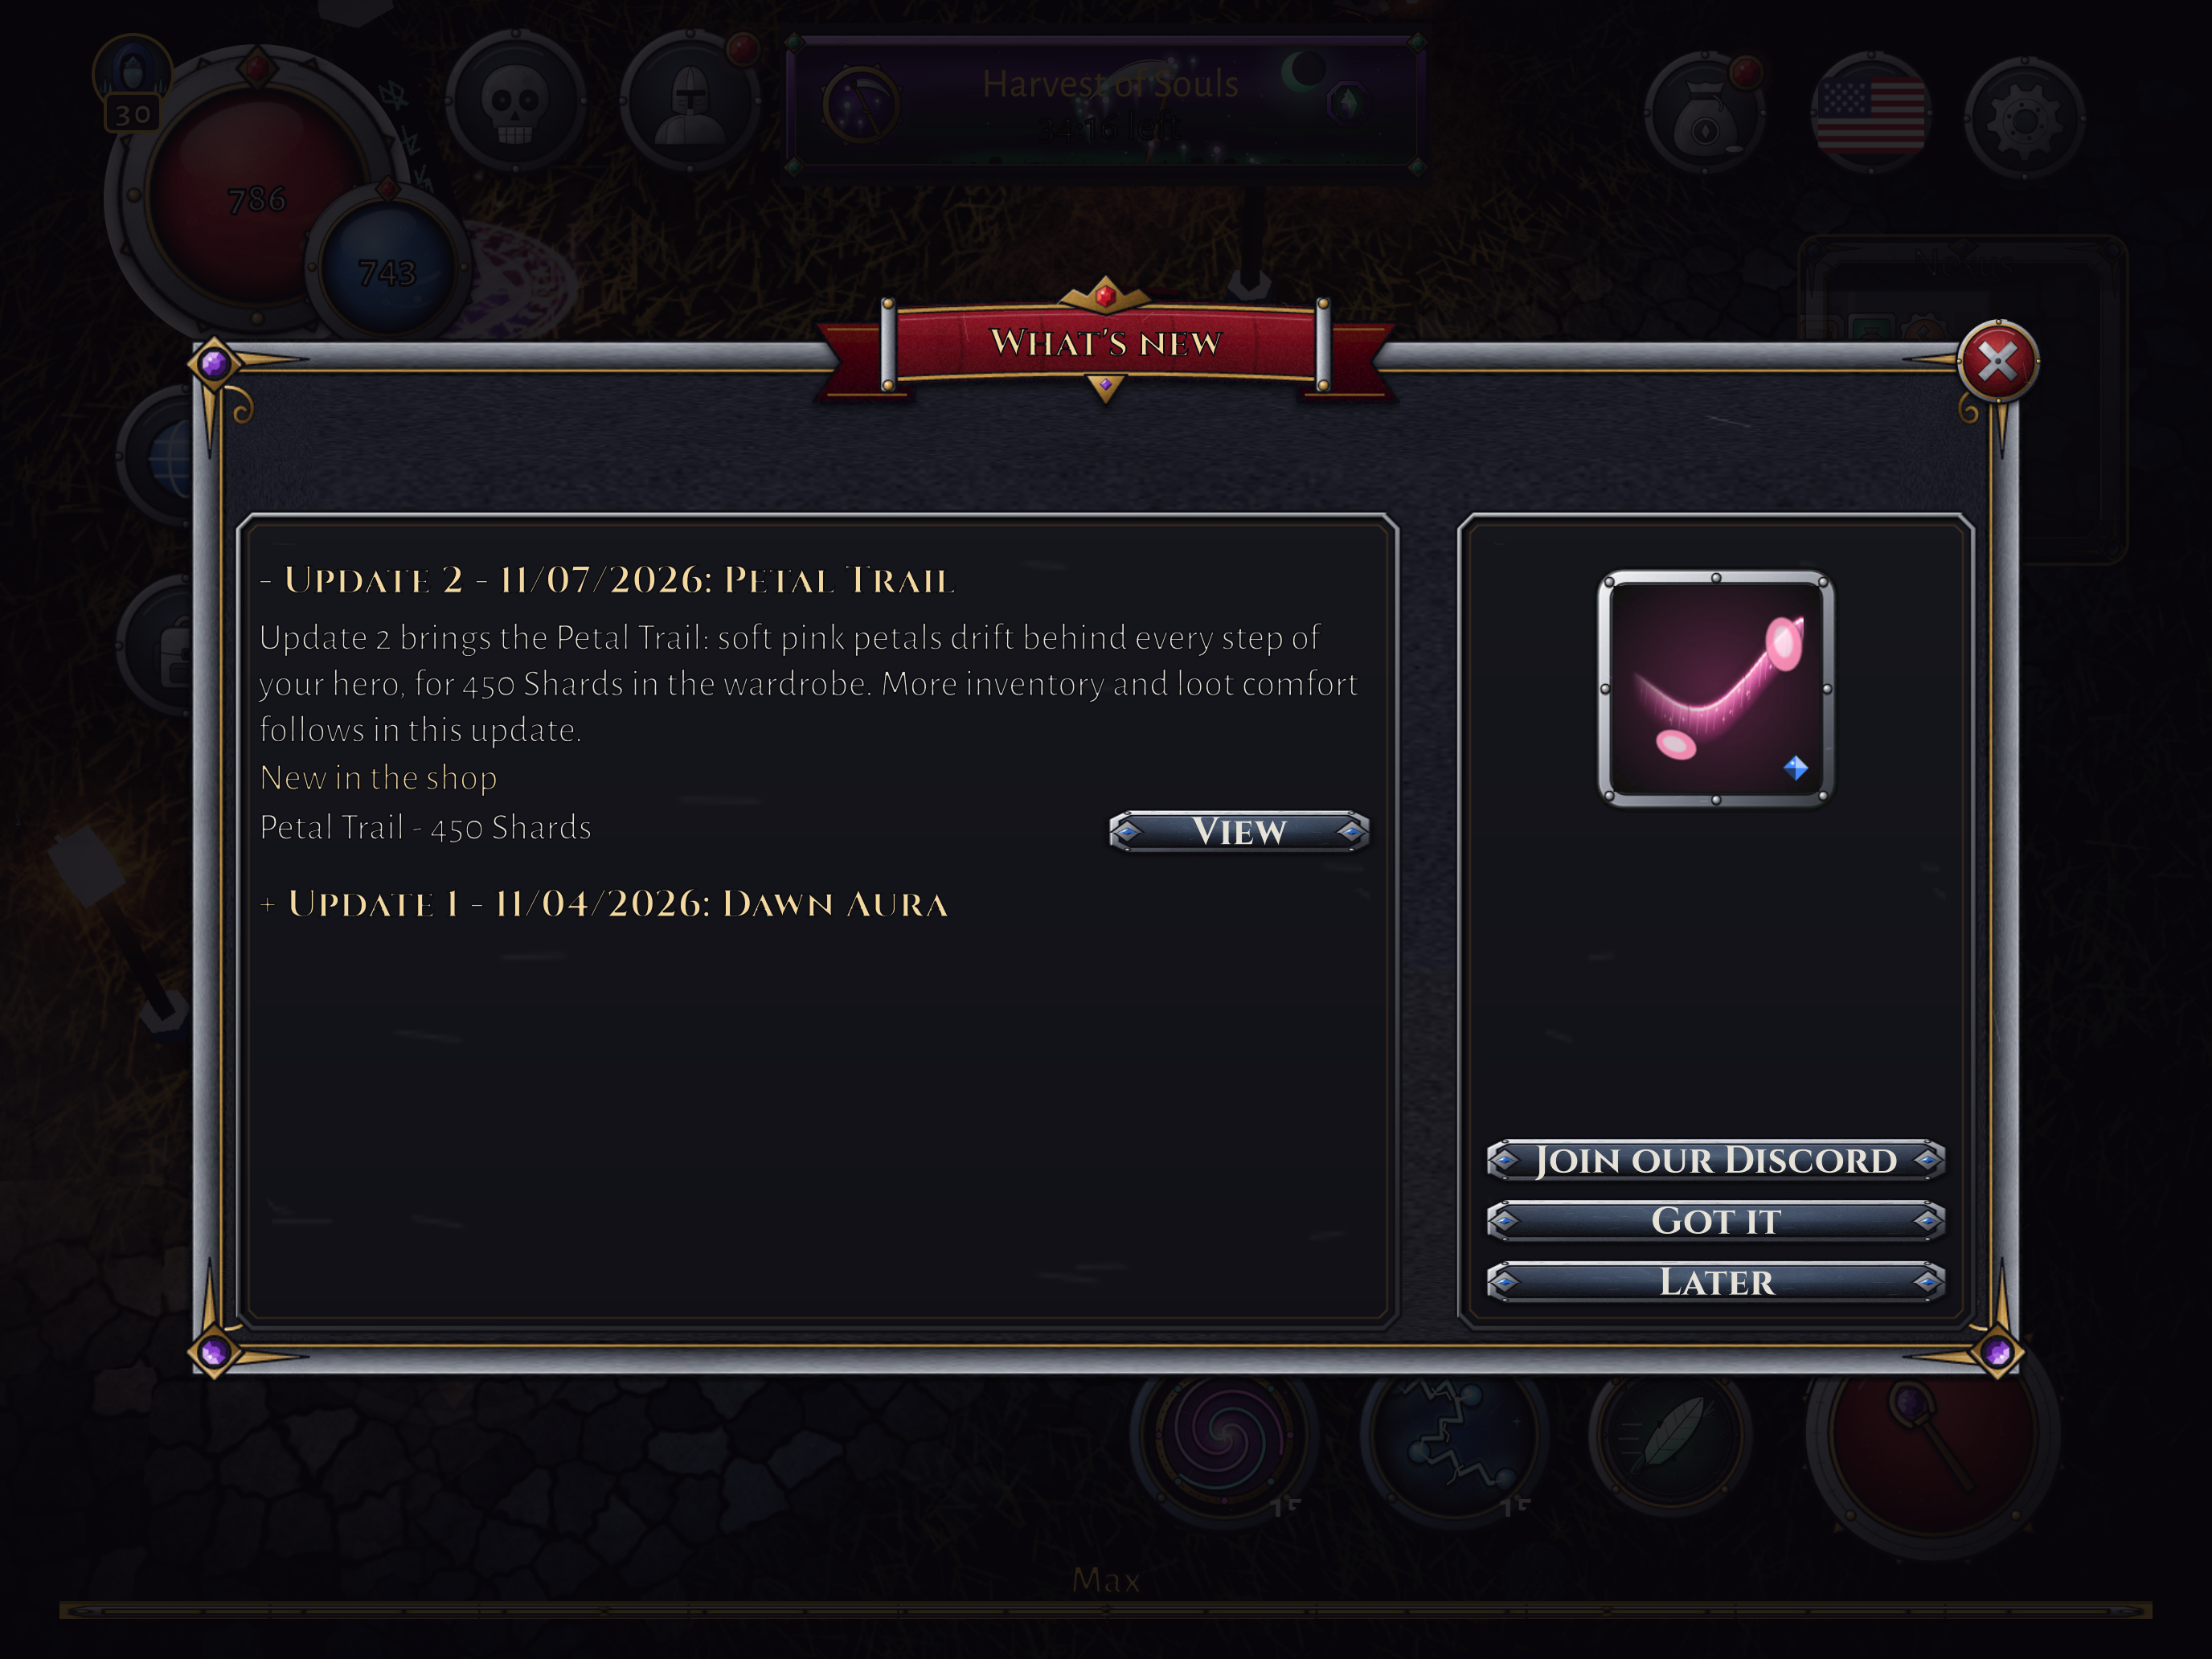 30
Harvest of Souls
34:16 left
786
743
What's new
- Update 2 - 11/07/2026: Petal Trail
Update 2 brings the Petal Trail: soft pink petals drift behind every step of
your hero, for 450 Shards in the wardrobe. More inventory and loot comfort
follows in this update.
New in the shop
Petal Trail - 450 Shards
View
+ Update 1 - 11/04/2026: Dawn Aura
Join our Discord
Got it
Later
Max